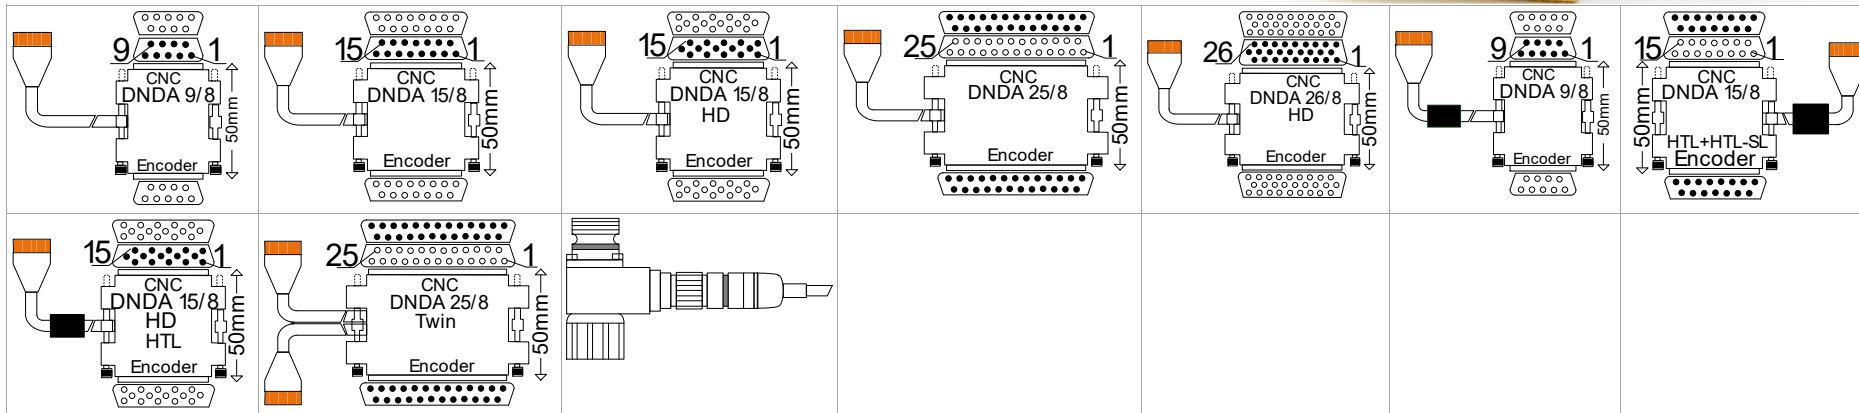 9 1
CNC
DNDA 9/8
50mm
Encoder
15 1
CNC
DNDA 15/8
50mm
Encoder
15 1
CNC
DNDA 15/8
HD
50mm
Encoder
25 1
CNC
DNDA 25/8
50mm
Encoder
26 1
CNC
DNDA 26/8
HD
50mm
Encoder
9 1
CNC
DNDA 9/8
50mm
Encoder
15 1
CNC
DNDA 15/8
50mm
HTL+HTL-SL
Encoder
15 1
CNC
DNDA 15/8
HD
HTL
50mm
Encoder
25 1
CNC
DNDA 25/8
Twin
50mm
Encoder